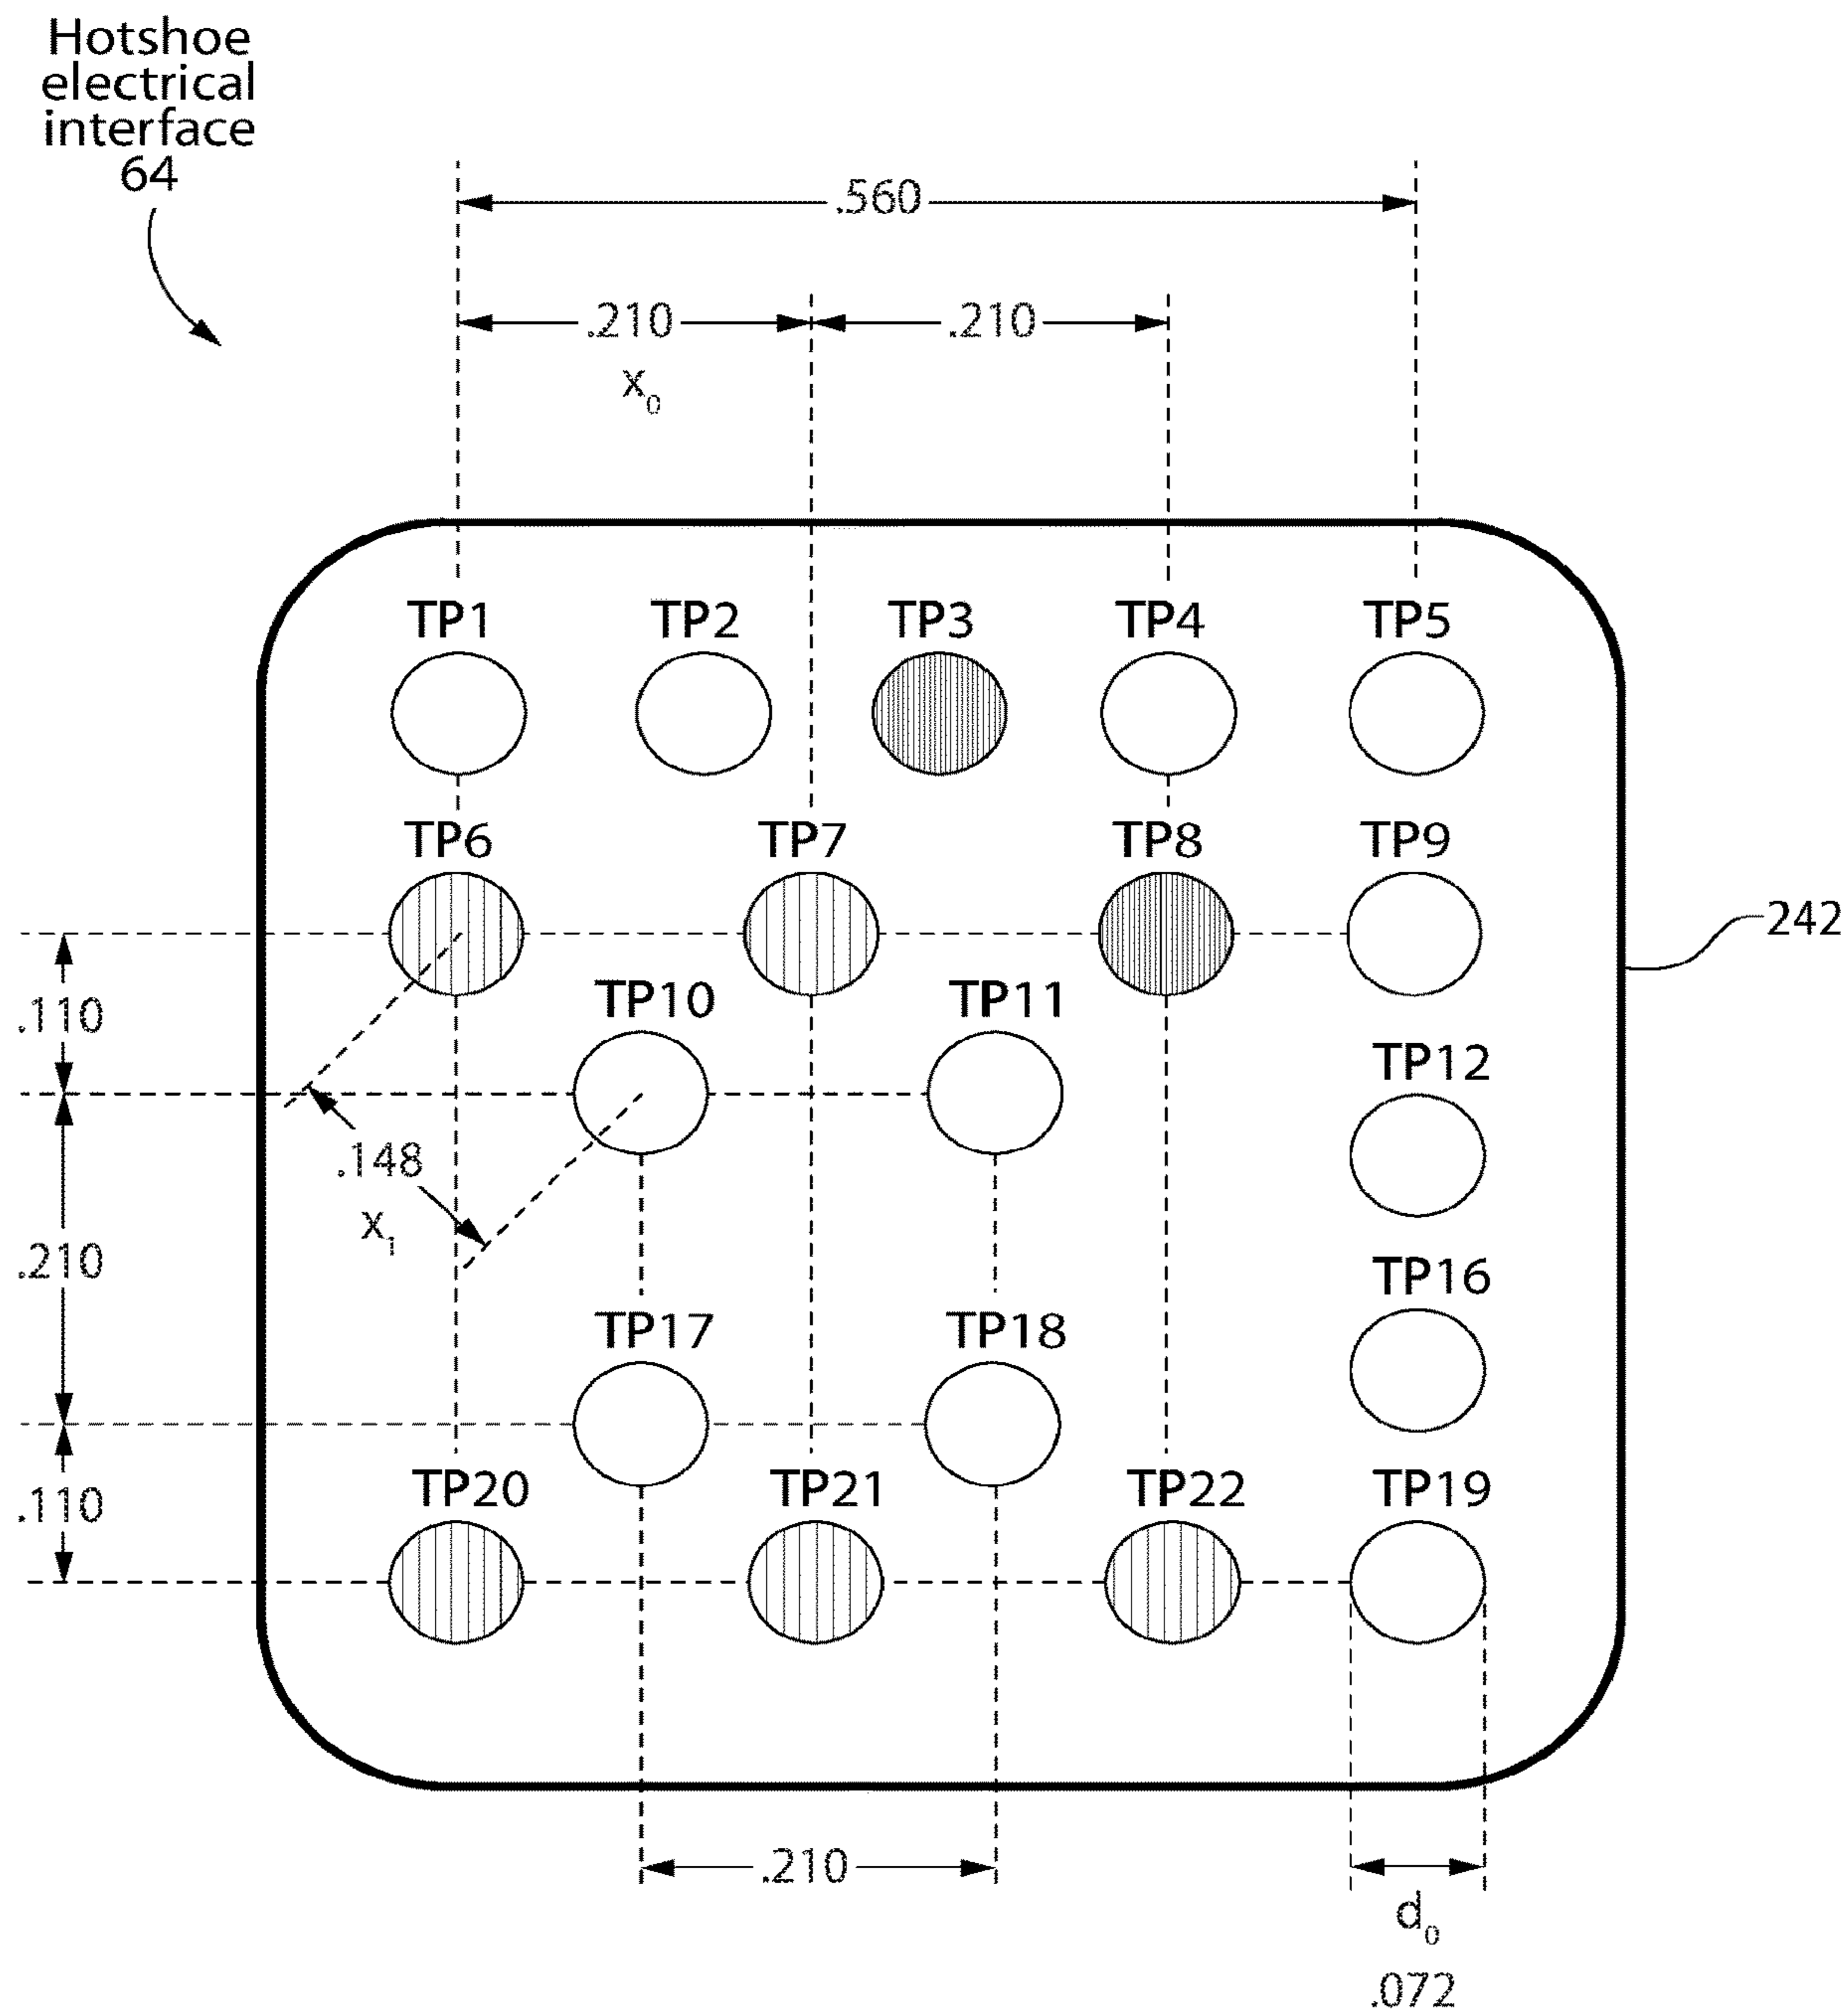 Hotshoe
electrical
interface
64
.560
.210 .210
x₀
TP1 TP2 TP3 TP4 TP5
TP6 TP7 TP8 TP9
242
.110
TP10 TP11
TP12
.148
x₁
.210
TP16
TP17 TP18
TP20 TP21 TP22 TP19
.110
.210
d₀
.072